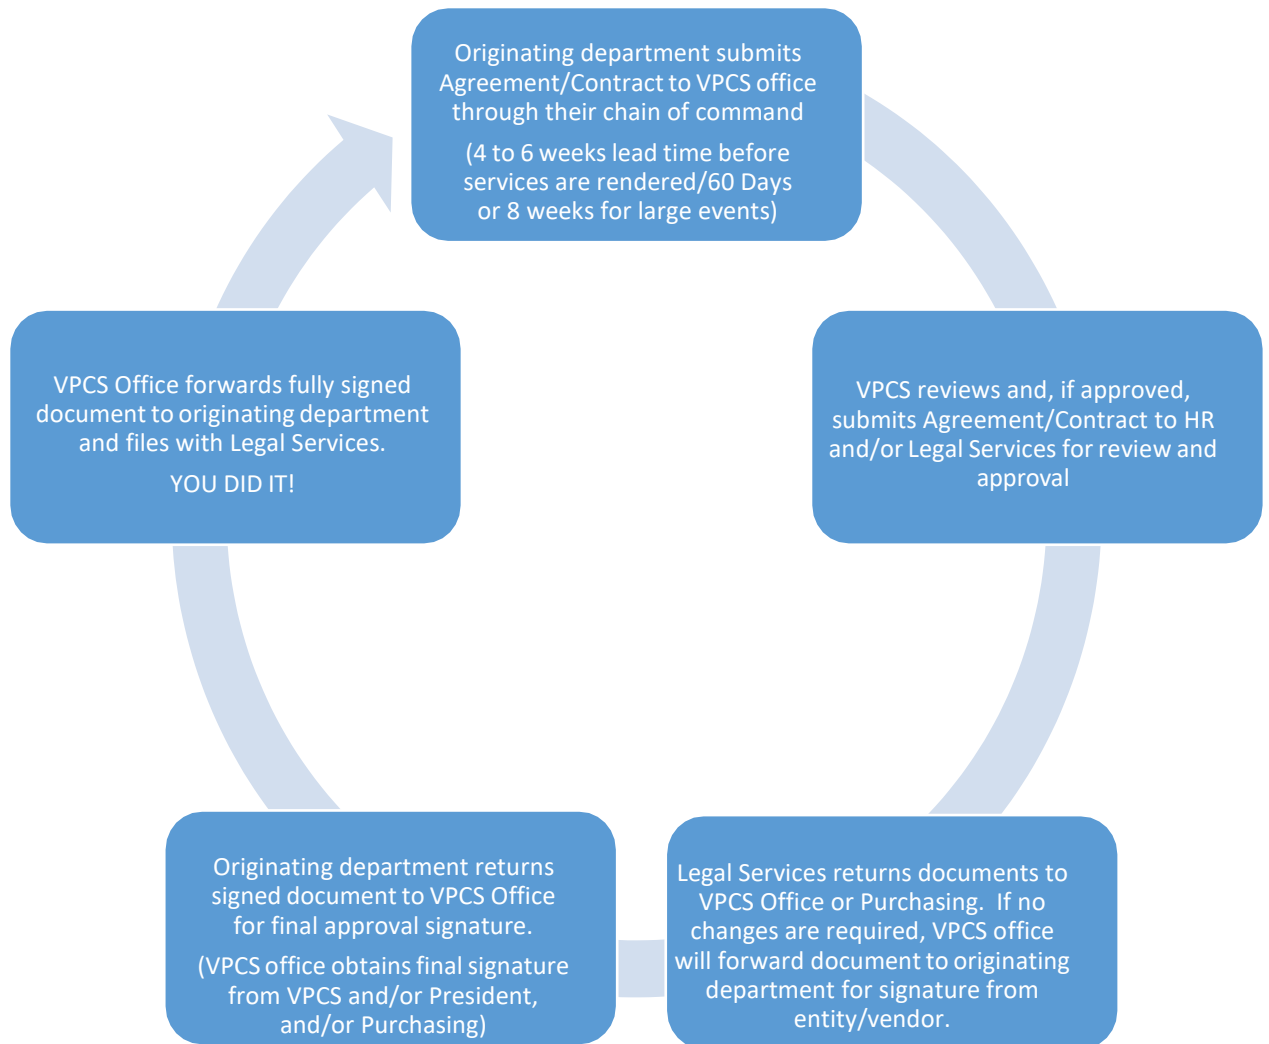 Originating department submits
Agreement/Contract to VPCS office
through their chain of command
(4 to 6 weeks lead time before
services are rendered/60 Days
or 8 weeks for large events)
VPCS reviews and, if approved,
submits Agreement/Contract to HR
and/or Legal Services for review and
approval
Legal Services returns documents to
VPCS Office or Purchasing.  If no
changes are required, VPCS office
will forward document to originating
department for signature from
entity/vendor.
Originating department returns
signed document to VPCS Office
for final approval signature.
(VPCS office obtains final signature
from VPCS and/or President,
and/or Purchasing)
VPCS Office forwards fully signed
document to originating department
and files with Legal Services.
YOU DID IT!